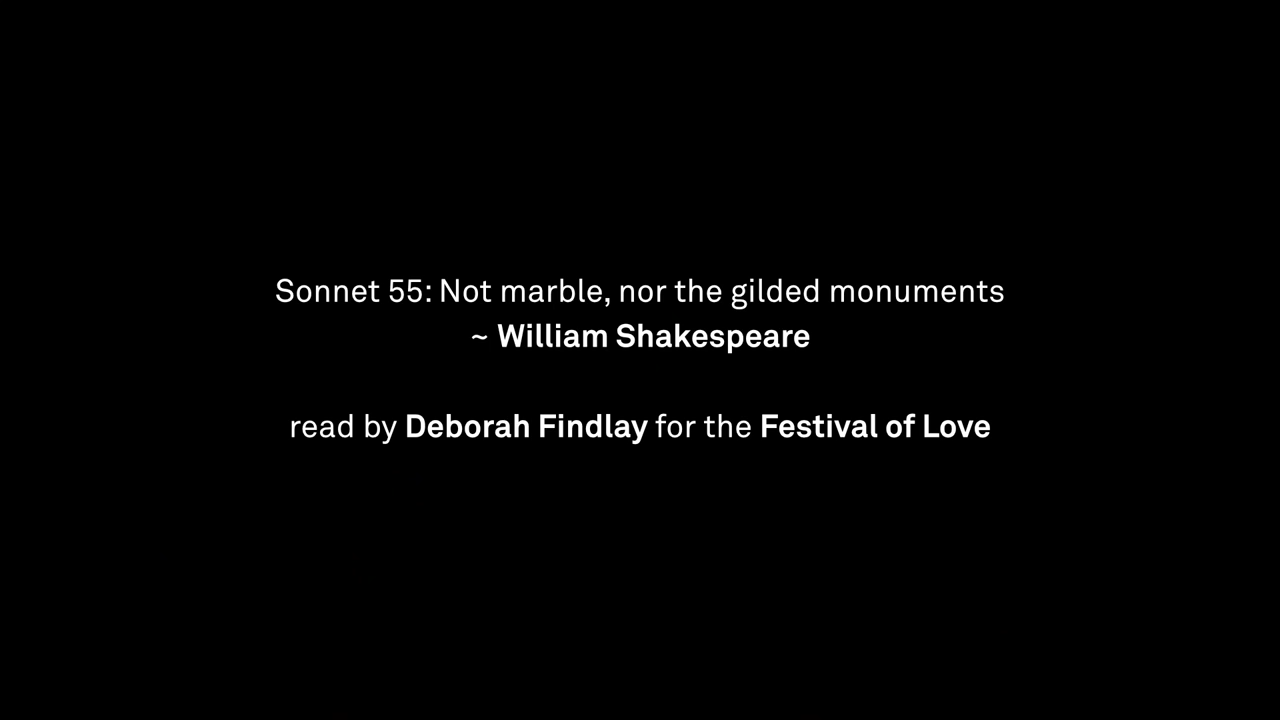 Sonnet 55: Not marble, nor the gilded monuments
~ William Shakespeare
read by Deborah Findlay for the Festival of Love